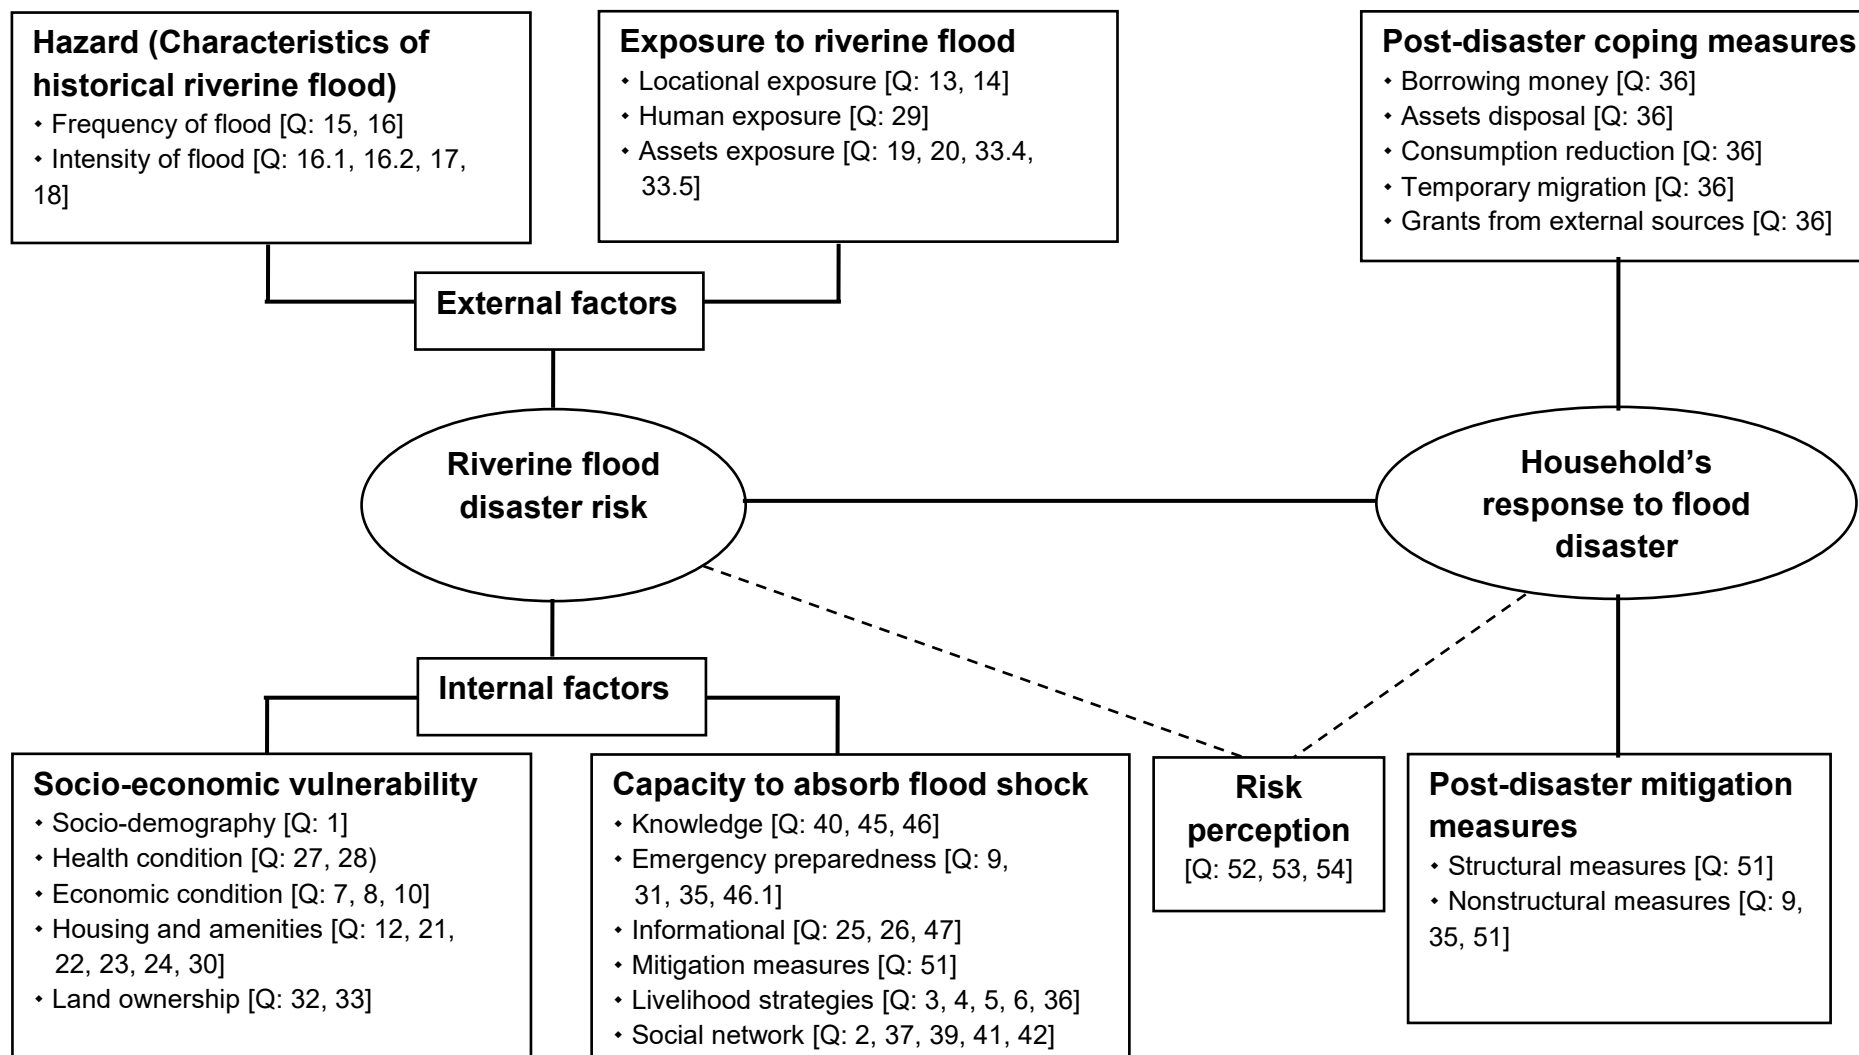 Hazard (Characteristics of
historical riverine flood)
• Frequency of flood [Q: 15, 16]
• Intensity of flood [Q: 16.1, 16.2, 17,
18]
Exposure to riverine flood
• Locational exposure [Q: 13, 14]
• Human exposure [Q: 29]
• Assets exposure [Q: 19, 20, 33.4,
33.5]
Post-disaster coping measures
• Borrowing money [Q: 36]
• Assets disposal [Q: 36]
• Consumption reduction [Q: 36]
• Temporary migration [Q: 36]
• Grants from external sources [Q: 36]
External factors
Riverine flood
disaster risk
Household’s
response to flood
disaster
Internal factors
Socio-economic vulnerability
• Socio-demography [Q: 1]
• Health condition [Q: 27, 28)
• Economic condition [Q: 7, 8, 10]
• Housing and amenities [Q: 12, 21,
22, 23, 24, 30]
• Land ownership [Q: 32, 33]
Capacity to absorb flood shock
• Knowledge [Q: 40, 45, 46]
• Emergency preparedness [Q: 9,
31, 35, 46.1]
• Informational [Q: 25, 26, 47]
• Mitigation measures [Q: 51]
• Livelihood strategies [Q: 3, 4, 5, 6, 36]
• Social network [Q: 2, 37, 39, 41, 42]
Risk
perception
[Q: 52, 53, 54]
Post-disaster mitigation
measures
• Structural measures [Q: 51]
• Nonstructural measures [Q: 9,
35, 51]